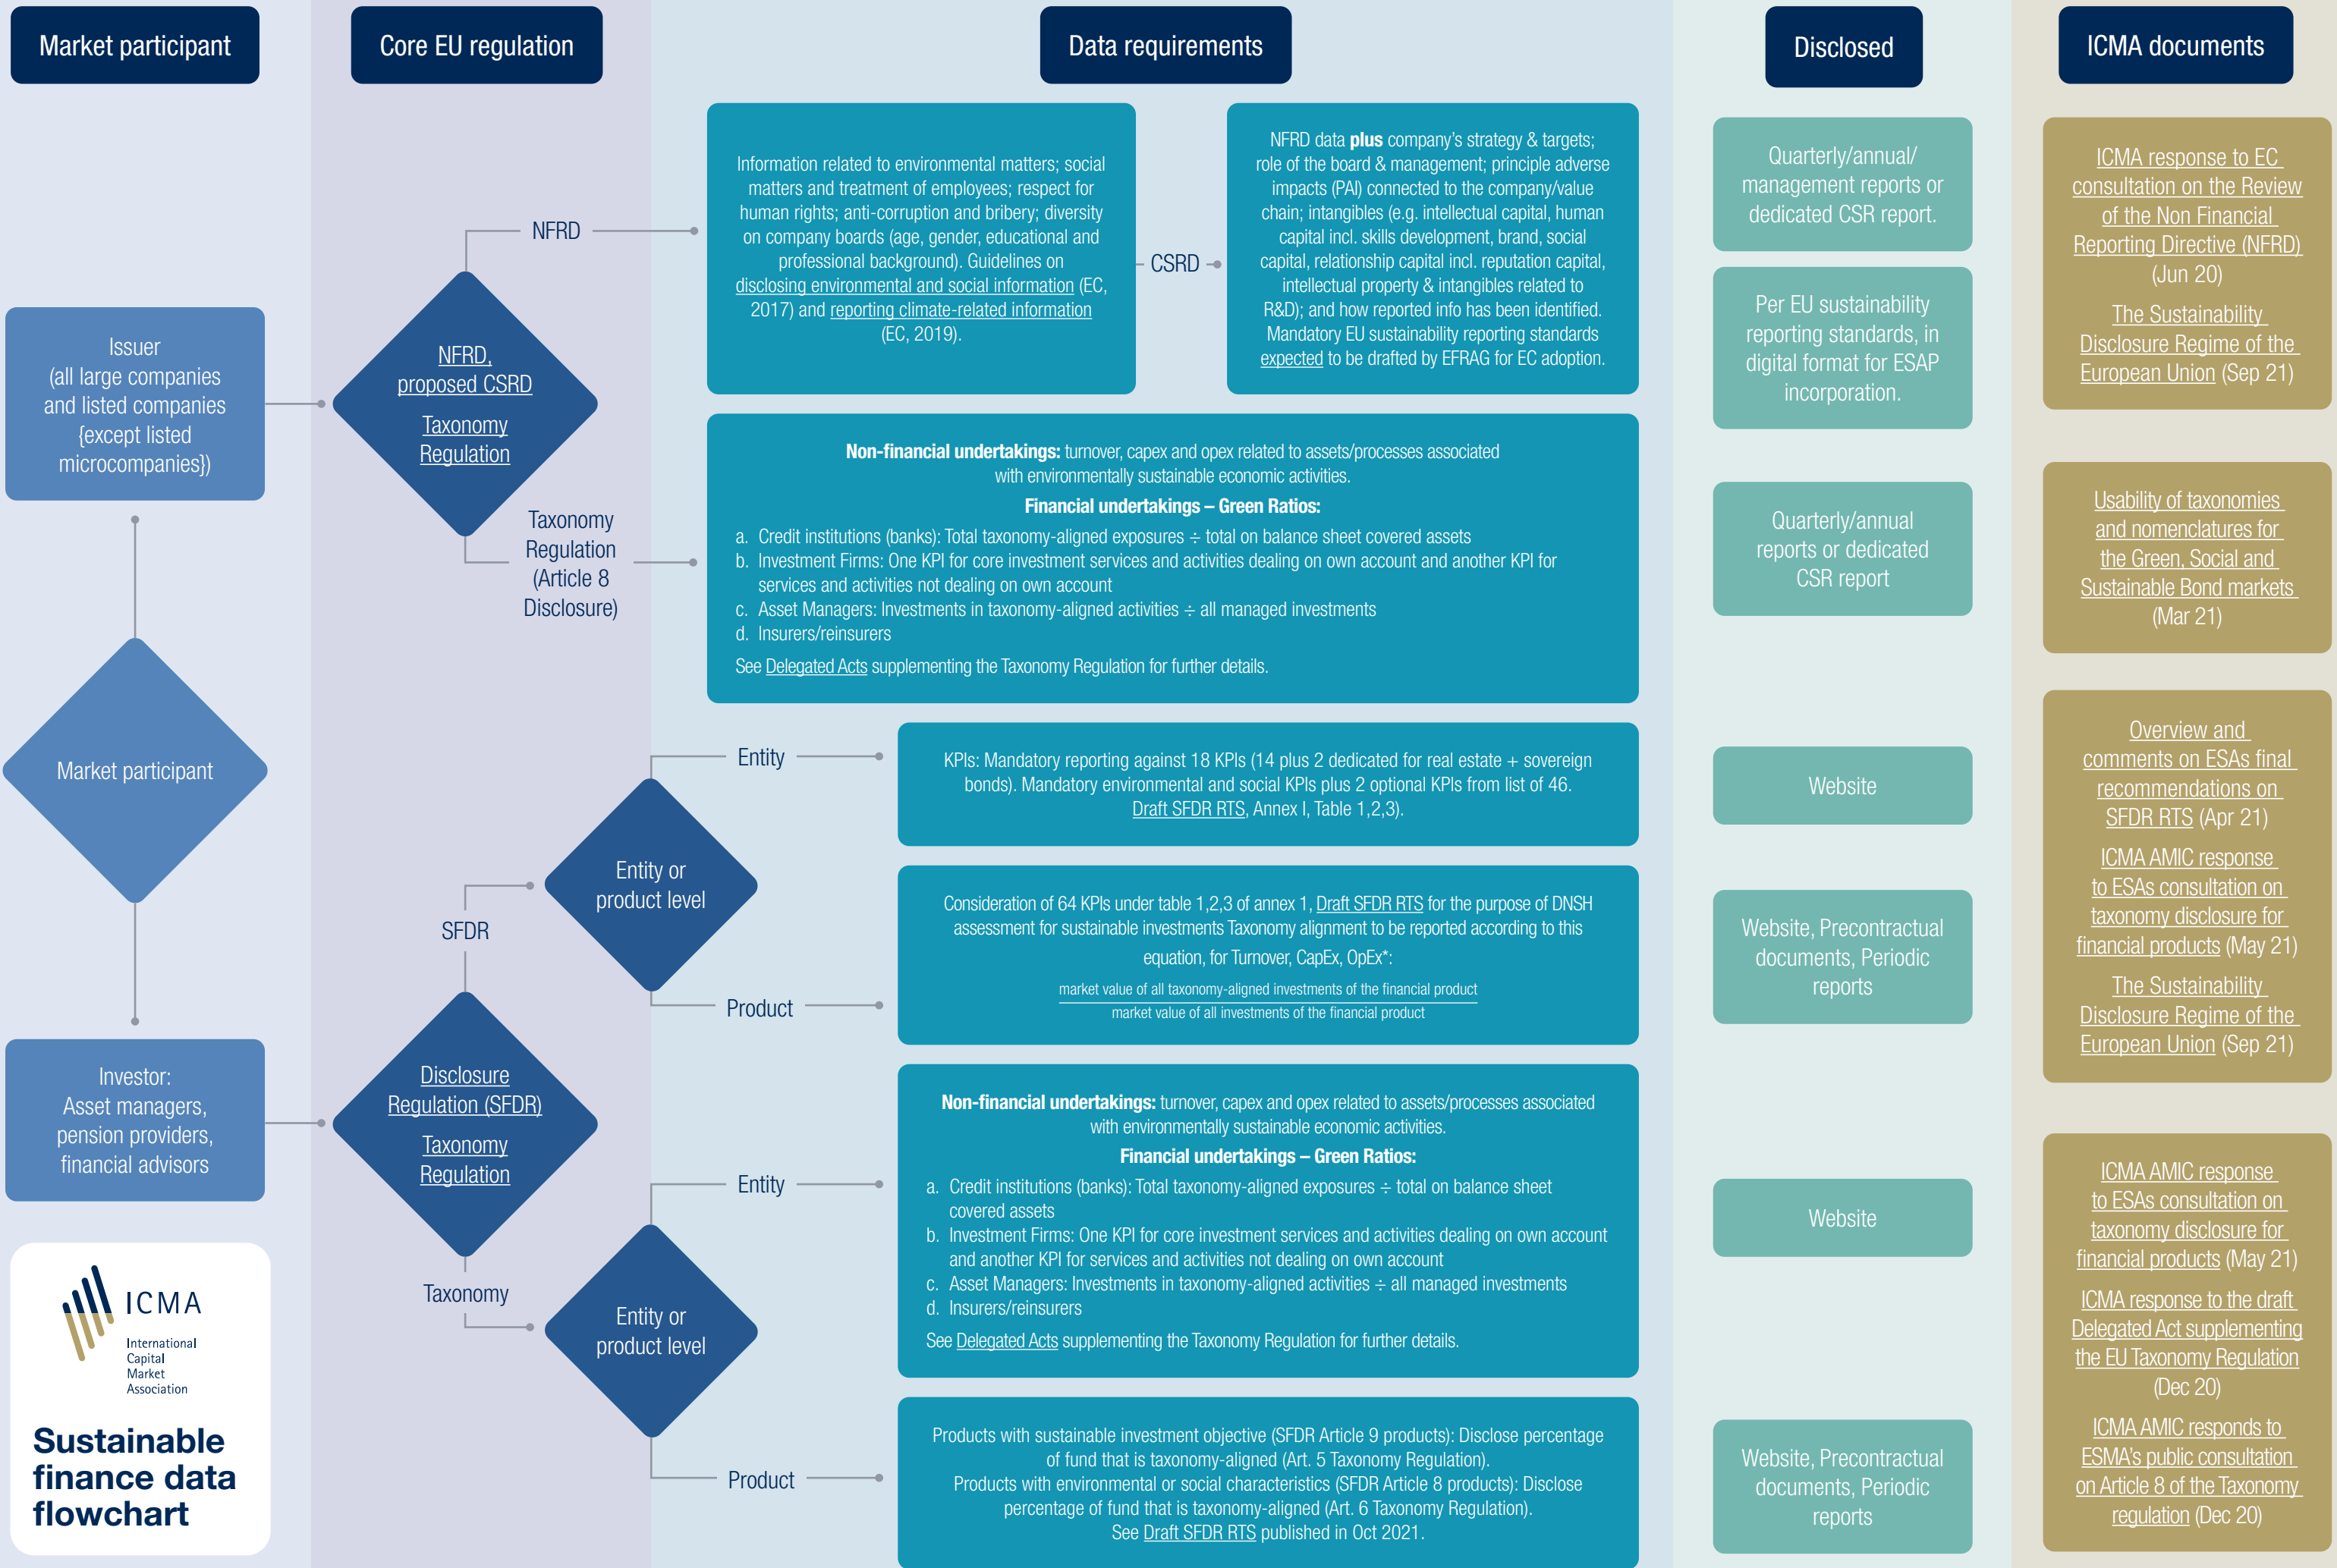 Market participant
Core EU regulation
Data requirements
Disclosed
ICMA documents
Issuer
(all large companies
and listed companies
{except listed
microcompanies})
Market participant
Investor:
Asset managers,
pension providers,
financial advisors
ICMA
International
Capital
Market
Association
Sustainable
finance data
flowchart
NFRD,
proposed CSRD
Taxonomy
Regulation
NFRD
Taxonomy
Regulation
(Article 8
Disclosure)
Disclosure
Regulation (SFDR)
Taxonomy
Regulation
SFDR
Taxonomy
Entity or
product level
Entity
Product
Entity or
product level
Entity
Product
Information related to environmental matters; social
matters and treatment of employees; respect for
human rights; anti-corruption and bribery; diversity
on company boards (age, gender, educational and
professional background). Guidelines on
disclosing environmental and social information (EC,
2017) and reporting climate-related information
(EC, 2019).
CSRD
NFRD data plus company's strategy & targets;
role of the board & management; principle adverse
impacts (PAI) connected to the company/value
chain; intangibles (e.g. intellectual capital, human
capital incl. skills development, brand, social
capital, relationship capital incl. reputation capital,
intellectual property & intangibles related to
R&D); and how reported info has been identified.
Mandatory EU sustainability reporting standards
expected to be drafted by EFRAG for EC adoption.
Non-financial undertakings: turnover, capex and opex related to assets/processes associated
with environmentally sustainable economic activities.
Financial undertakings – Green Ratios:
a. Credit institutions (banks): Total taxonomy-aligned exposures ÷ total on balance sheet covered assets
b. Investment Firms: One KPI for core investment services and activities dealing on own account and another KPI for
services and activities not dealing on own account
c. Asset Managers: Investments in taxonomy-aligned activities ÷ all managed investments
d. Insurers/reinsurers
See Delegated Acts supplementing the Taxonomy Regulation for further details.
KPIs: Mandatory reporting against 18 KPIs (14 plus 2 dedicated for real estate + sovereign
bonds). Mandatory environmental and social KPIs plus 2 optional KPIs from list of 46.
Draft SFDR RTS, Annex I, Table 1,2,3).
Consideration of 64 KPIs under table 1,2,3 of annex 1, Draft SFDR RTS for the purpose of DNSH
assessment for sustainable investments Taxonomy alignment to be reported according to this
equation, for Turnover, CapEx, OpEx*:
market value of all taxonomy-aligned investments of the financial product
market value of all investments of the financial product
Non-financial undertakings: turnover, capex and opex related to assets/processes associated
with environmentally sustainable economic activities.
Financial undertakings – Green Ratios:
a. Credit institutions (banks): Total taxonomy-aligned exposures ÷ total on balance sheet
covered assets
b. Investment Firms: One KPI for core investment services and activities dealing on own account
and another KPI for services and activities not dealing on own account
c. Asset Managers: Investments in taxonomy-aligned activities ÷ all managed investments
d. Insurers/reinsurers
See Delegated Acts supplementing the Taxonomy Regulation for further details.
Products with sustainable investment objective (SFDR Article 9 products): Disclose percentage
of fund that is taxonomy-aligned (Art. 5 Taxonomy Regulation).
Products with environmental or social characteristics (SFDR Article 8 products): Disclose
percentage of fund that is taxonomy-aligned (Art. 6 Taxonomy Regulation).
See Draft SFDR RTS published in Oct 2021.
Quarterly/annual/
management reports or
dedicated CSR report.
Per EU sustainability
reporting standards, in
digital format for ESAP
incorporation.
Quarterly/annual
reports or dedicated
CSR report
Website
Website, Precontractual
documents, Periodic
reports
Website
Website, Precontractual
documents, Periodic
reports
ICMA response to EC
consultation on the Review
of the Non Financial
Reporting Directive (NFRD)
(Jun 20)
The Sustainability
Disclosure Regime of the
European Union (Sep 21)
Usability of taxonomies
and nomenclatures for
the Green, Social and
Sustainable Bond markets
(Mar 21)
Overview and
comments on ESAs final
recommendations on
SFDR RTS (Apr 21)
ICMA AMIC response
to ESAs consultation on
taxonomy disclosure for
financial products (May 21)
The Sustainability
Disclosure Regime of the
European Union (Sep 21)
ICMA AMIC response
to ESAs consultation on
taxonomy disclosure for
financial products (May 21)
ICMA response to the draft
Delegated Act supplementing
the EU Taxonomy Regulation
(Dec 20)
ICMA AMIC responds to
ESMA's public consultation
on Article 8 of the Taxonomy
regulation (Dec 20)